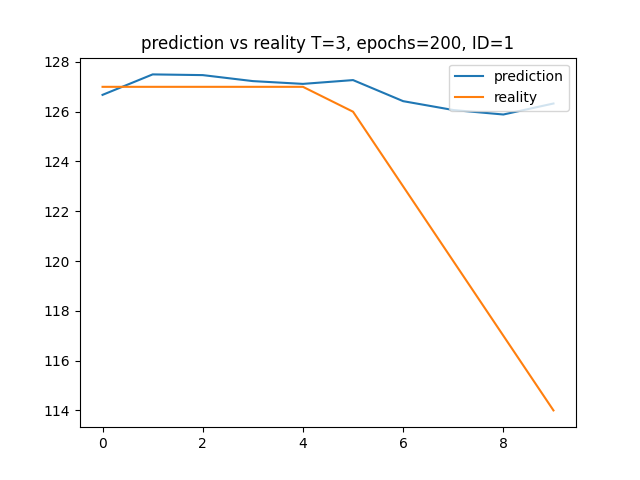 prediction vs reality T=3, epochs=200, ID=1
128
126
124
122
120
118
116
114
prediction
reality
0 2 4 6 8